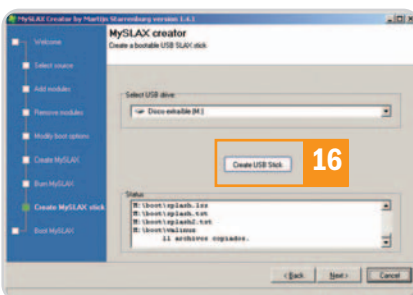 MySLAX Creator by Martijn Starrenburg version 1.4.1
MySLAX creator
Create a bootable USB SLAX stick
Welcome
Select source
Add modules
Remove modules
Modify boot options
Create MySLAX
Burn MySLAX
Create MySLAX stick
Boot MySLAX
Select USB drive
Disco extraíble (M:)
Create USB Stick
16
Status
M:\boot\splash.lss
M:\boot\splash.txt
M:\boot\splash2.txt
M:\boot\vmlinuz
11 archivos copiados.
< Back
Next >
Cancel